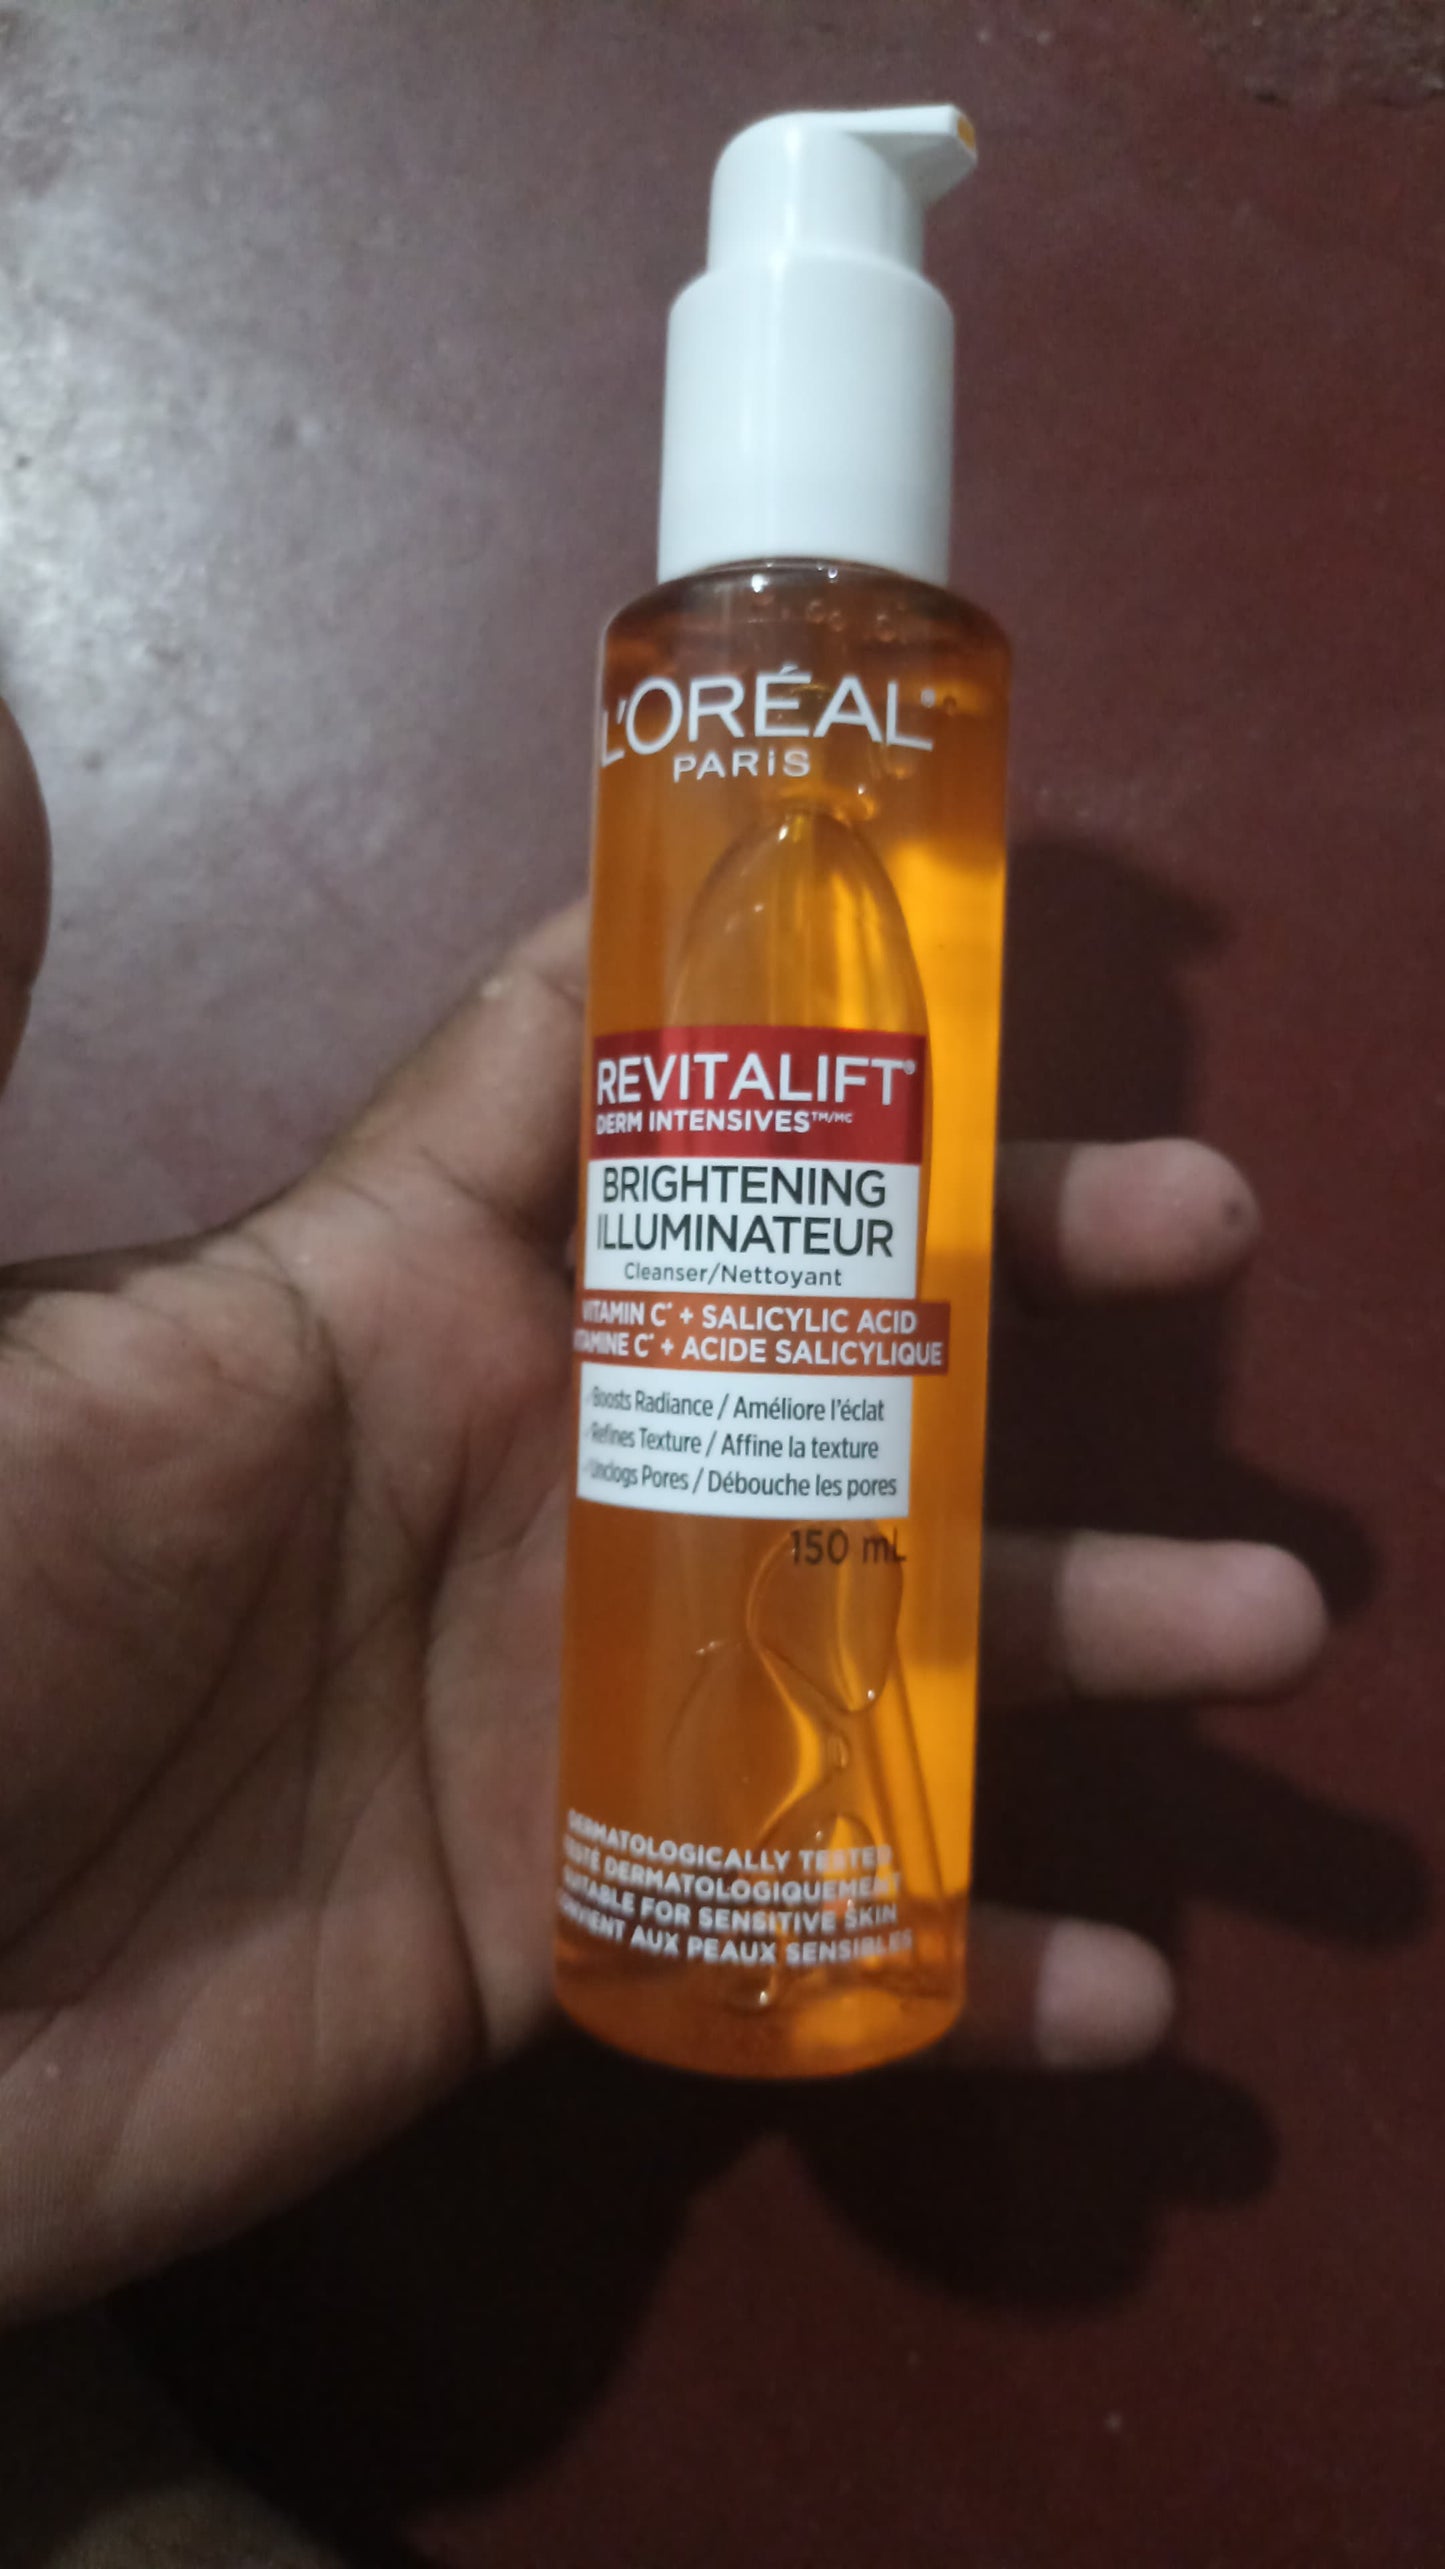 L'ORÉAL®
PARIS
REVITALIFT®
DERM INTENSIVES™/MC
BRIGHTENING
ILLUMINATEUR
Cleanser/Nettoyant
VITAMIN C* + SALICYLIC ACID
VITAMINE C* + ACIDE SALICYLIQUE
Boosts Radiance / Améliore l'éclat
Refines Texture / Affine la texture
Unclogs Pores / Débouche les pores
150 mL
DERMATOLOGICALLY TESTED
TESTÉ DERMATOLOGIQUEMENT
SUITABLE FOR SENSITIVE SKIN
CONVIENT AUX PEAUX SENSIBLES